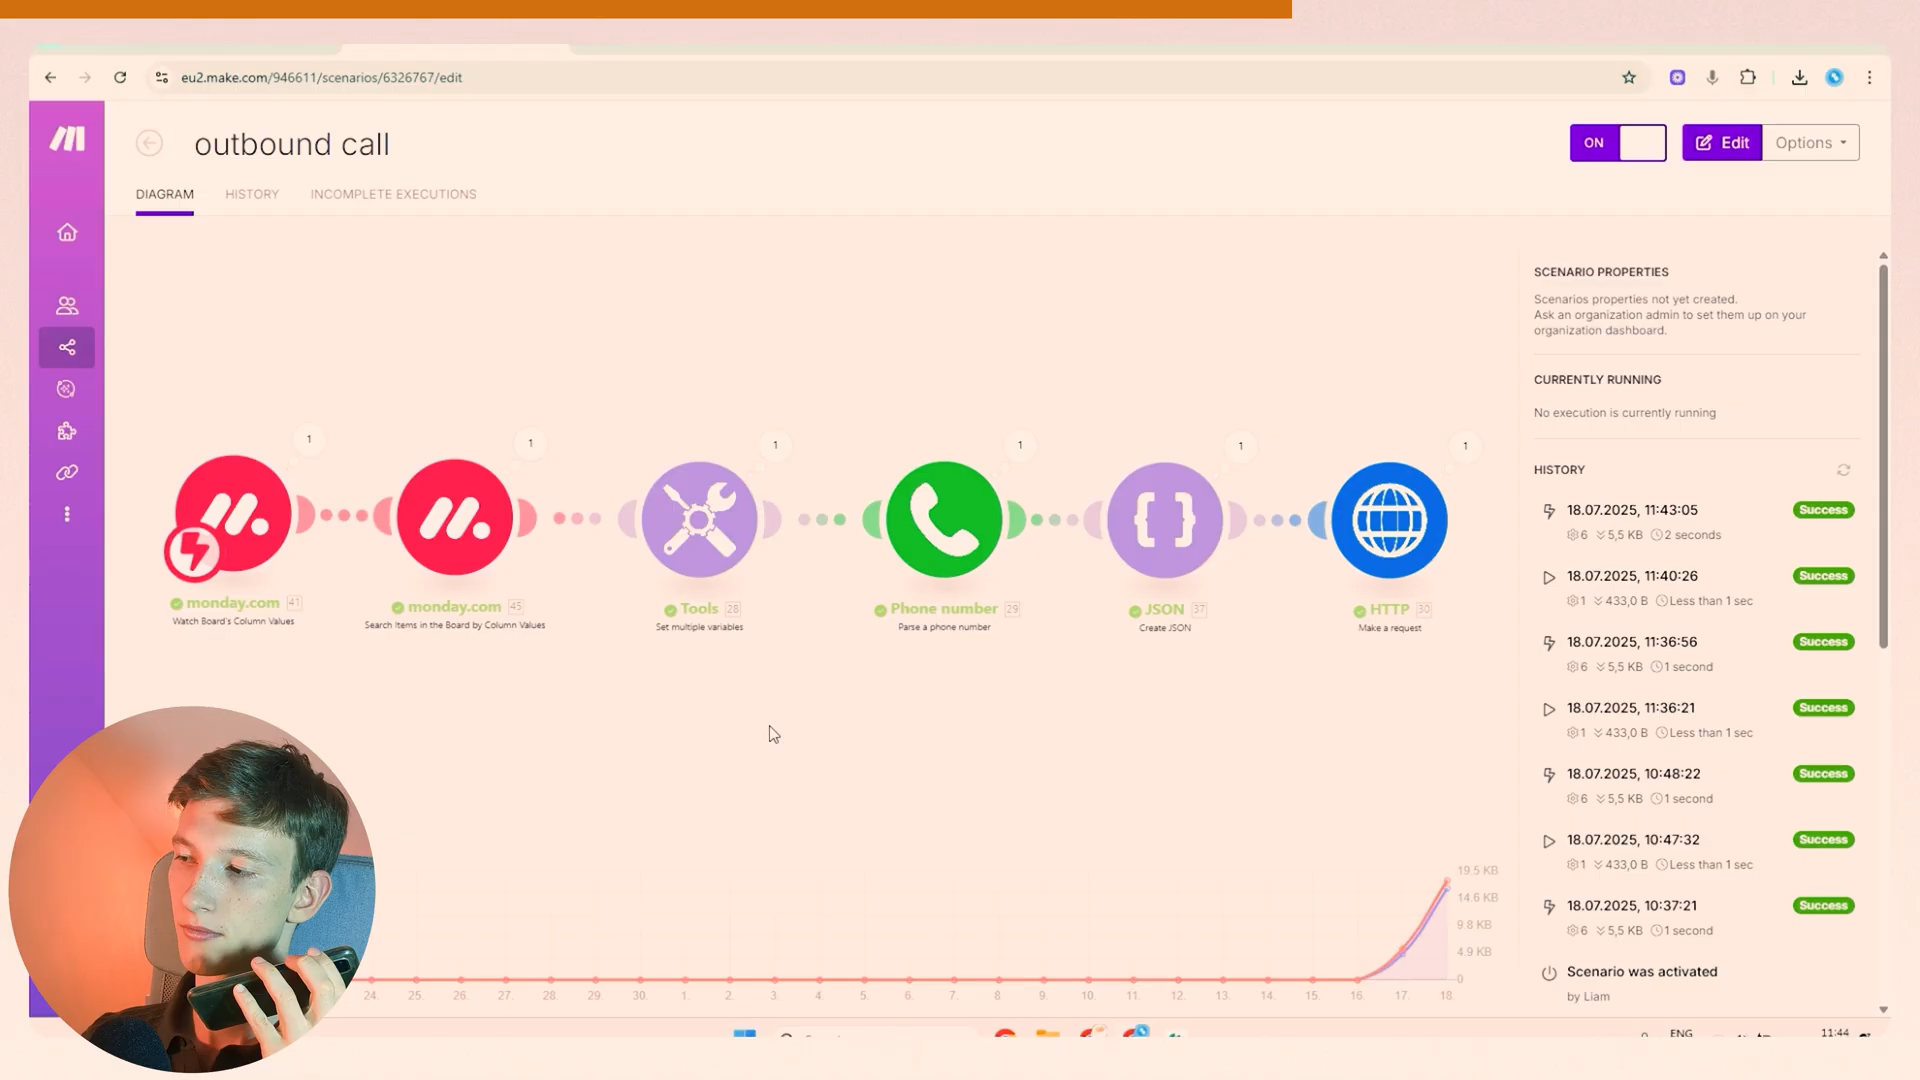 eu2.make.com/946611/scenarios/6326767/edit
outbound call
ON
Edit
Options
DIAGRAM
HISTORY
INCOMPLETE EXECUTIONS
1
1
1
1
1
1
monday.com 41
Watch Board's Column Values
monday.com 45
Search Items in the Board by Column Values
Tools 28
Set multiple variables
Phone number 29
Parse a phone number
JSON 37
Create JSON
HTTP 30
Make a request
SCENARIO PROPERTIES
Scenarios properties not yet created.
Ask an organization admin to set them up on your
organization dashboard.
CURRENTLY RUNNING
No execution is currently running
HISTORY
18.07.2025, 11:43:05 Success
6 5,5 KB 2 seconds
18.07.2025, 11:40:26 Success
1 433,0 B Less than 1 sec
18.07.2025, 11:36:56 Success
6 5,5 KB 1 second
18.07.2025, 11:36:21 Success
1 433,0 B Less than 1 sec
18.07.2025, 10:48:22 Success
6 5,5 KB 1 second
18.07.2025, 10:47:32 Success
1 433,0 B Less than 1 sec
18.07.2025, 10:37:21 Success
6 5,5 KB 1 second
Scenario was activated
by Liam
19.5 KB
14.6 KB
9.8 KB
4.9 KB
0
24. 25. 26. 27. 28. 29. 30. 1. 2. 3. 4. 5. 6. 7. 8. 9. 10. 11. 12. 13. 14. 15. 16. 17. 18.
ENG
11:44